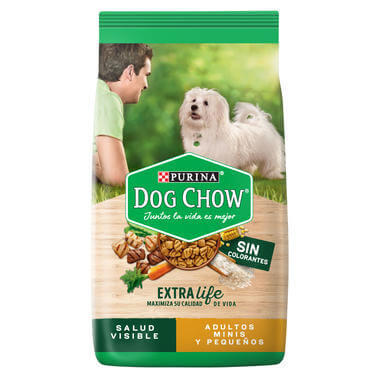 PURINA
DOG CHOW®
Juntos la vida es mejor
SIN
COLORANTES
EXTRA life
MAXIMIZA SU CALIDAD DE VIDA
SALUD
VISIBLE
ADULTOS
MINIS
Y PEQUEÑOS